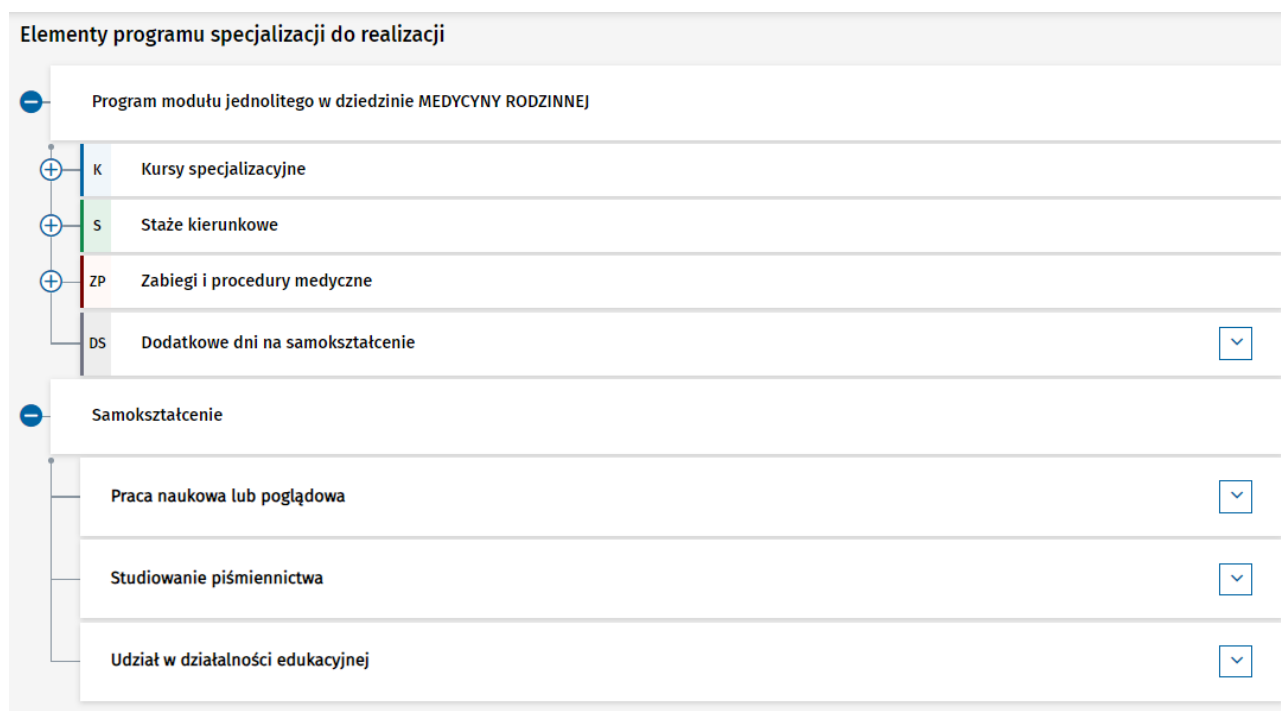 Elementy programu specjalizacji do realizacji
Program modułu jednolitego w dziedzinie MEDYCYNY RODZINNEJ
K Kursy specjalizacyjne
S Staże kierunkowe
ZP Zabiegi i procedury medyczne
DS Dodatkowe dni na samokształcenie
Samokształcenie
Praca naukowa lub poglądowa
Studiowanie piśmiennictwa
Udział w działalności edukacyjnej